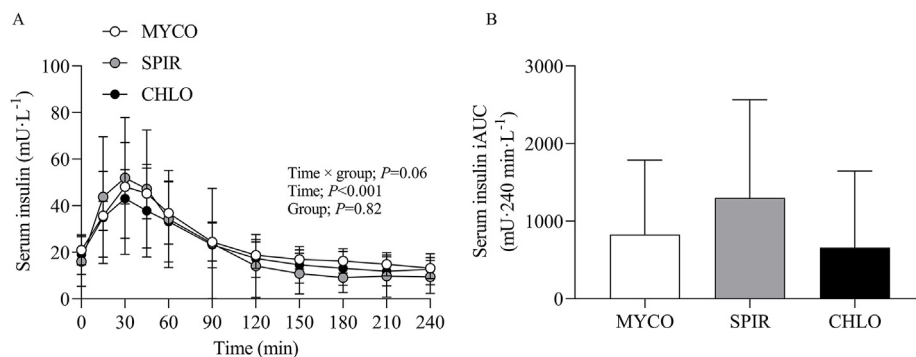 A
MYCO
SPIR
CHLO
100
80
60
40
20
0
Serum insulin (mU·L⁻¹)
Time × group; P=0.06
Time; P<0.001
Group; P=0.82
0 30 60 90 120 150 180 210 240
Time (min)
B
3000
2000
1000
0
Serum insulin iAUC
(mU·240 min·L⁻¹)
MYCO SPIR CHLO